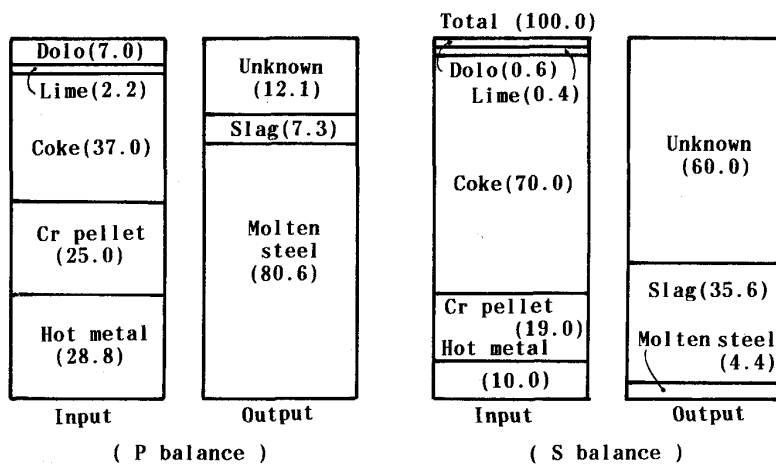 Dolo(7.0)
Lime(2.2)
Coke(37.0)
Cr pellet
(25.0)
Hot metal
(28.8)
Input
Unknown
(12.1)
Slag(7.3)
Molten
steel
(80.6)
Output
( P balance )
Total (100.0)
Dolo(0.6)
Lime(0.4)
Coke(70.0)
Cr pellet
(19.0)
Hot metal
(10.0)
Input
Unknown
(60.0)
Slag(35.6)
Molten steel
(4.4)
Output
( S balance )